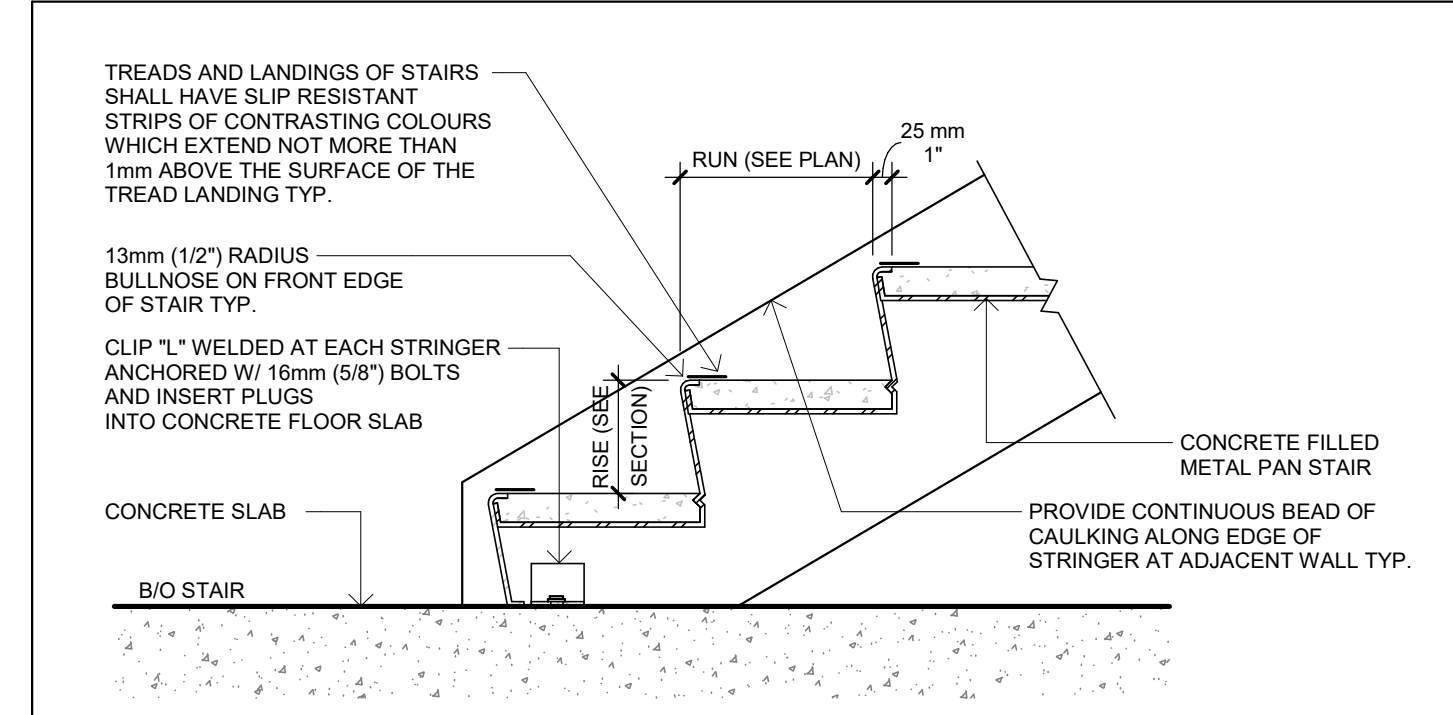 TREADS AND LANDINGS OF STAIRS
SHALL HAVE SLIP RESISTANT
STRIPS OF CONTRASTING COLOURS
WHICH EXTEND NOT MORE THAN
1mm ABOVE THE SURFACE OF THE
TREAD LANDING TYP.
25 mm
1"
RUN (SEE PLAN)
13mm (1/2") RADIUS
BULLNOSE ON FRONT EDGE
OF STAIR TYP.
CLIP "L" WELDED AT EACH STRINGER
ANCHORED W/ 16mm (5/8") BOLTS
AND INSERT PLUGS
INTO CONCRETE FLOOR SLAB
RISE (SEE
SECTION)
CONCRETE FILLED
METAL PAN STAIR
CONCRETE SLAB
PROVIDE CONTINUOUS BEAD OF
CAULKING ALONG EDGE OF
STRINGER AT ADJACENT WALL TYP.
B/O STAIR